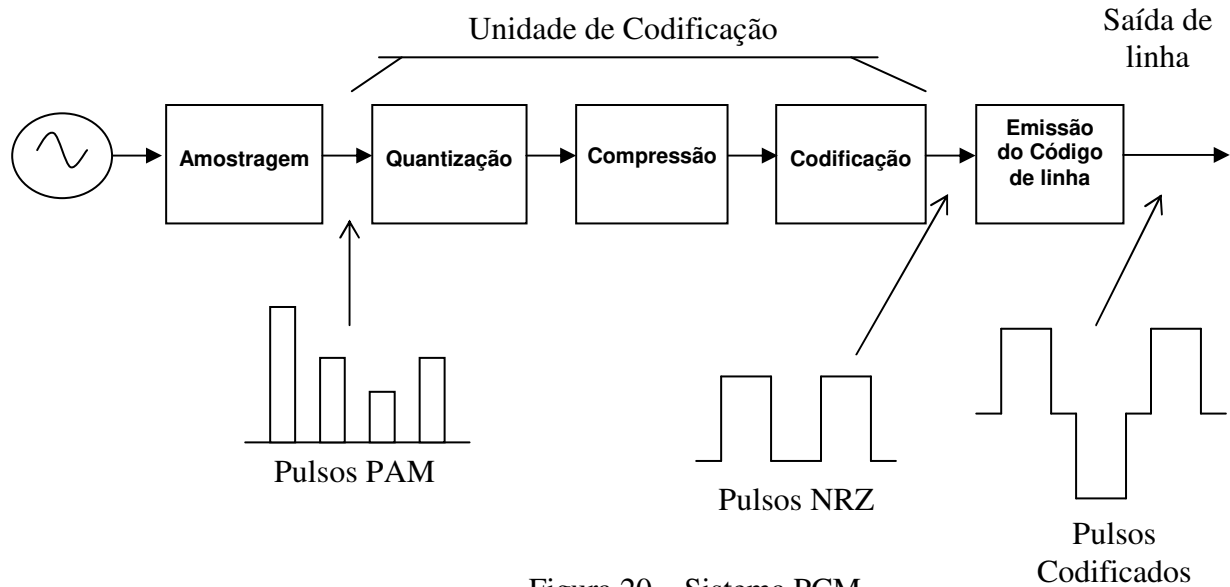 Unidade de Codificação
Saída de
linha
Amostragem
Quantização
Compressão
Codificação
Emissão
do Código
de linha
Pulsos PAM
Pulsos NRZ
Pulsos
Codificados
Figura 20 – Sistema PCM